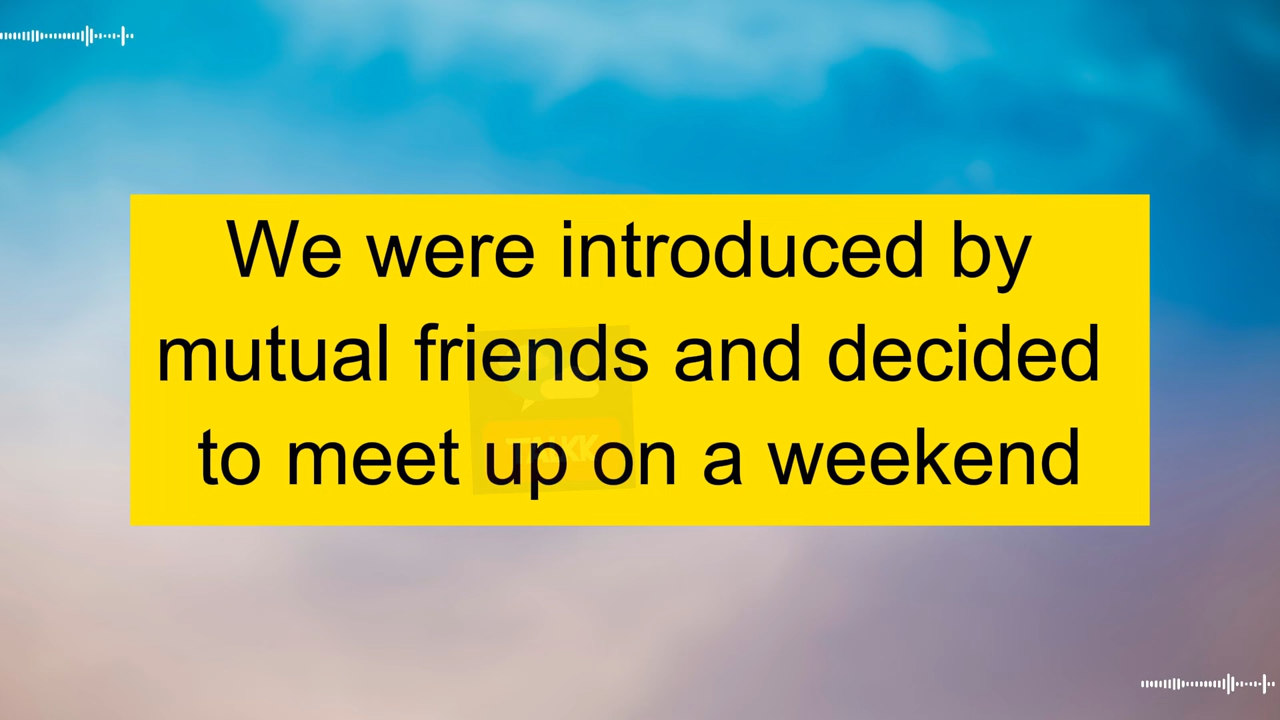 We were introduced by
mutual friends and decided
to meet up on a weekend